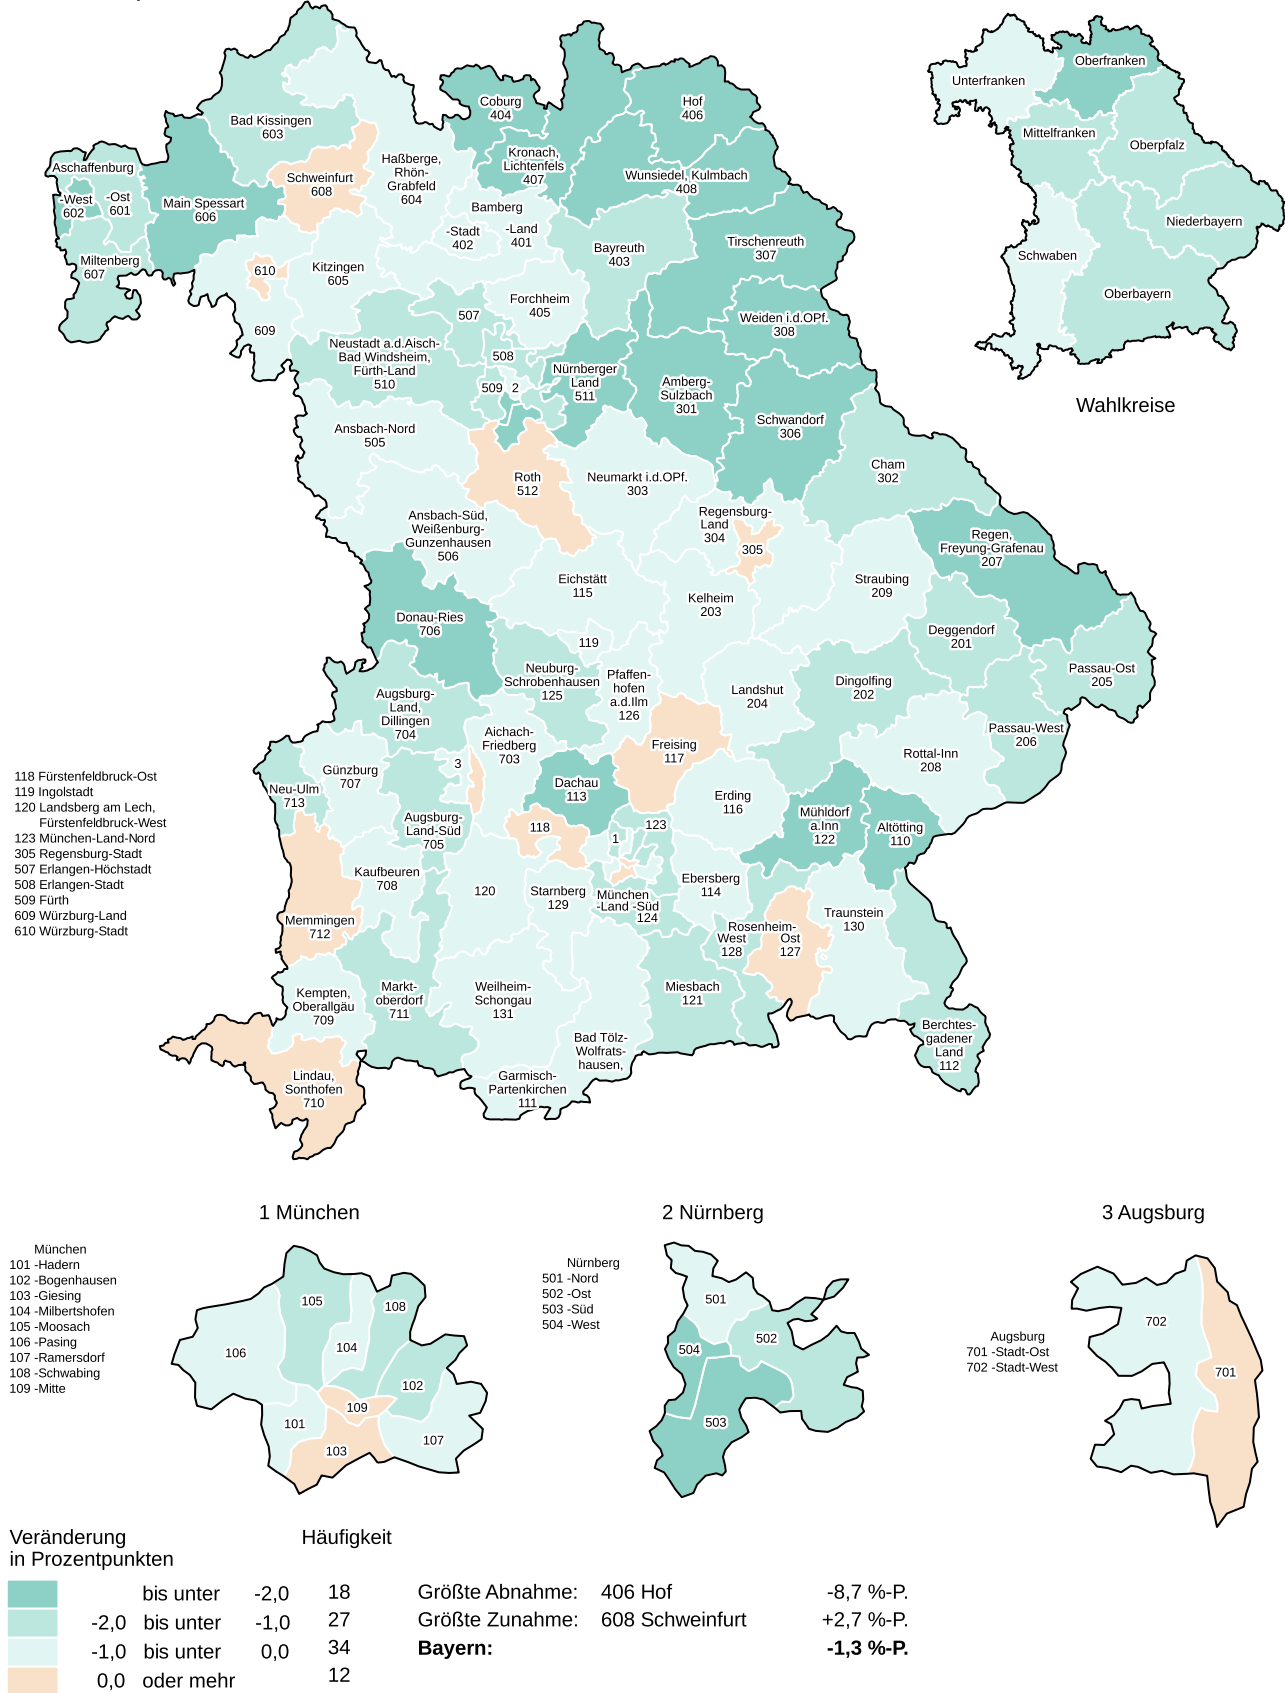 Unterfranken
Oberfranken
Mittelfranken
Oberpfalz
Niederbayern
Schwaben
Oberbayern
Wahlkreise
Coburg
404
Hof
406
Bad Kissingen
603
Kronach,
Lichtenfels
407
Haßberge,
Rhön-
Grabfeld
604
Wunsiedel, Kulmbach
408
Aschaffenburg
-West
602
-Ost
601
Schweinfurt
608
Main Spessart
606
Bamberg
-Stadt
402
-Land
401
Bayreuth
403
Tirschenreuth
307
Miltenberg
607
610
Kitzingen
605
Forchheim
405
507
Weiden i.d.OPf.
308
609
Neustadt a.d.Aisch-
Bad Windsheim,
Fürth-Land
510
508
509
2
Nürnberger
Land
511
Amberg-
Sulzbach
301
Schwandorf
306
Ansbach-Nord
505
Cham
302
Roth
512
Neumarkt i.d.OPf.
303
Regensburg-
Land
304
305
Ansbach-Süd,
Weißenburg-
Gunzenhausen
506
Regen,
Freyung-Grafenau
207
Eichstätt
115
Straubing
209
Kelheim
203
Donau-Ries
706
Deggendorf
201
119
Neuburg-
Schrobenhausen
125
Pfaffen-
hofen
a.d.Ilm
126
Passau-Ost
205
Landshut
204
Dingolfing
202
Augsburg-
Land,
Dillingen
704
Passau-West
206
Aichach-
Friedberg
703
Freising
117
Rottal-Inn
208
3
Günzburg
707
Neu-Ulm
713
Dachau
113
Erding
116
Mühldorf
a.Inn
122
Altötting
110
Augsburg-
Land-Süd
705
118
1
123
Kaufbeuren
708
120
Starnberg
129
München
-Land -Süd
124
Ebersberg
114
Memmingen
712
Rosenheim-
West
128
Ost
127
Traunstein
130
Kempten,
Oberallgäu
709
Markt-
oberdorf
711
Weilheim-
Schongau
131
Miesbach
121
Bad Tölz-
Wolfrats-
hausen,
Garmisch-
Partenkirchen
111
Berchtes-
gadener
Land
112
Lindau,
Sonthofen
710
118 Fürstenfeldbruck-Ost
119 Ingolstadt
120 Landsberg am Lech,
Fürstenfeldbruck-West
123 München-Land-Nord
305 Regensburg-Stadt
507 Erlangen-Höchstadt
508 Erlangen-Stadt
509 Fürth
609 Würzburg-Land
610 Würzburg-Stadt
1 München
München
101 -Hadern
102 -Bogenhausen
103 -Giesing
104 -Milbertshofen
105 -Moosach
106 -Pasing
107 -Ramersdorf
108 -Schwabing
109 -Mitte
105
108
104
106
102
109
101
107
103
2 Nürnberg
Nürnberg
501 -Nord
502 -Ost
503 -Süd
504 -West
501
502
504
503
3 Augsburg
Augsburg
701 -Stadt-Ost
702 -Stadt-West
702
701
Veränderung
in Prozentpunkten
Häufigkeit
bis unter -2,0 18
-2,0 bis unter -1,0 27
-1,0 bis unter 0,0 34
0,0 oder mehr 12
Größte Abnahme: 406 Hof -8,7 %-P.
Größte Zunahme: 608 Schweinfurt +2,7 %-P.
Bayern: -1,3 %-P.